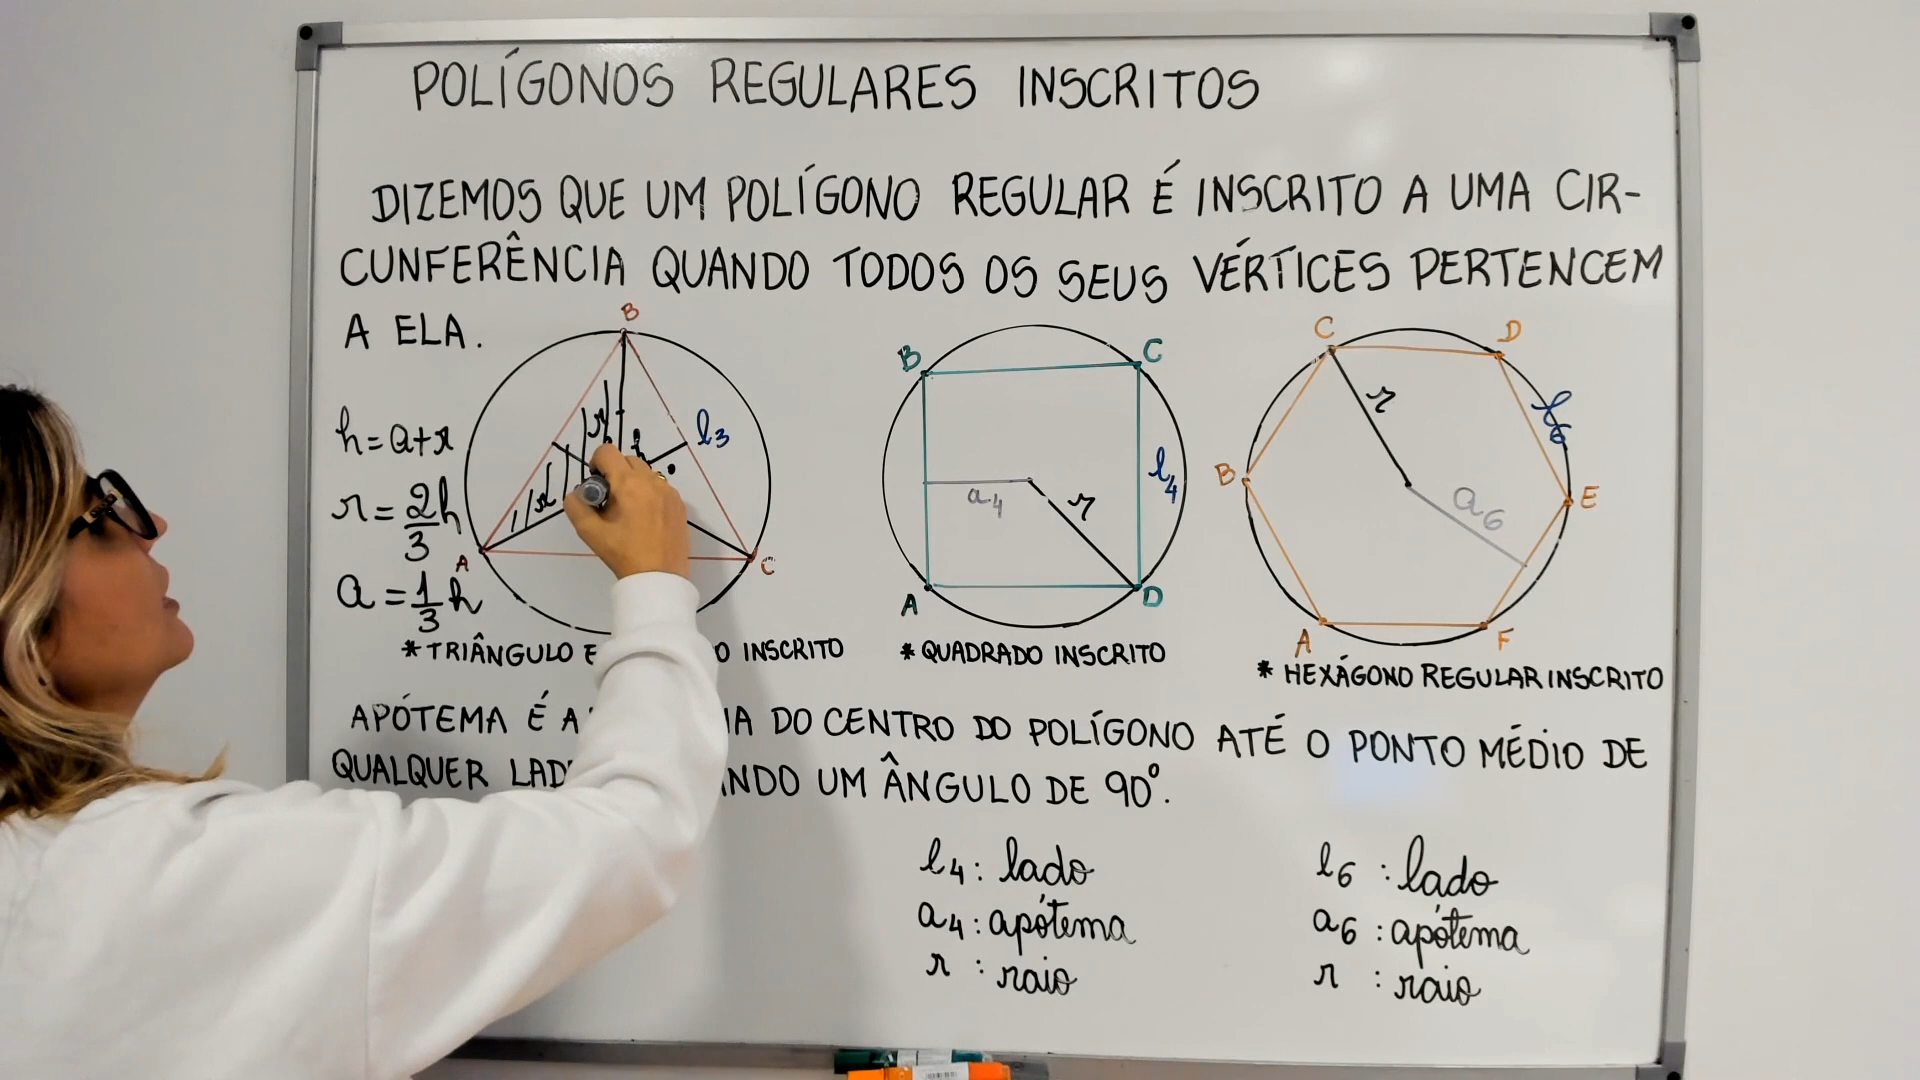 POLÍGONOS REGULARES INSCRITOS
DIZEMOS QUE UM POLÍGONO REGULAR É INSCRITO A UMA CIR-
CUNFERÊNCIA QUANDO TODOS OS SEUS VÉRTICES PERTENCEM
A ELA.
h = a + r
r = 2h/3
a = 1/3 h
B
A
C
r
r
h
l3
* TRIÂNGULO E O INSCRITO
B
C
A
D
a4
r
l4
* QUADRADO INSCRITO
C
D
B
E
A
F
r
a6
l6
* HEXÁGONO REGULAR INSCRITO
APÓTEMA É A IA DO CENTRO DO POLÍGONO ATÉ O PONTO MÉDIO DE
QUALQUER LAD NDO UM ÂNGULO DE 90°.
l4 : lado
a4 : apótema
r : raio
l6 : lado
a6 : apótema
r : raio